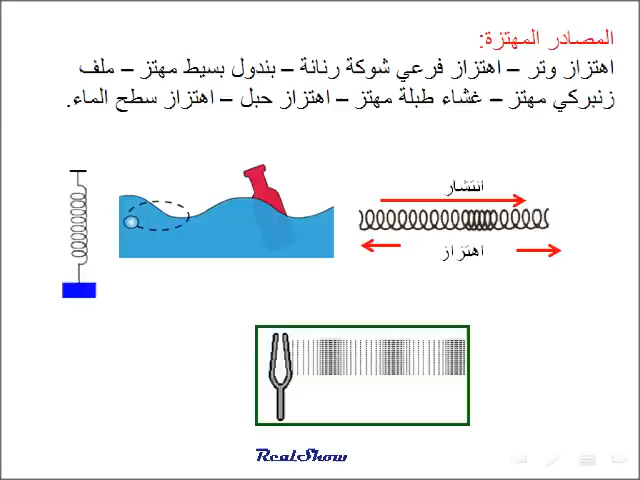 المصادر المهتزة:
اهتزاز وتر – اهتزاز فرعي شوكة رنانة – بندول بسيط مهتز – ملف
زنبركي مهتز – غشاء طبلة مهتز – اهتزاز حبل – اهتزاز سطح الماء.
انتشار
اهتزاز
RealShow